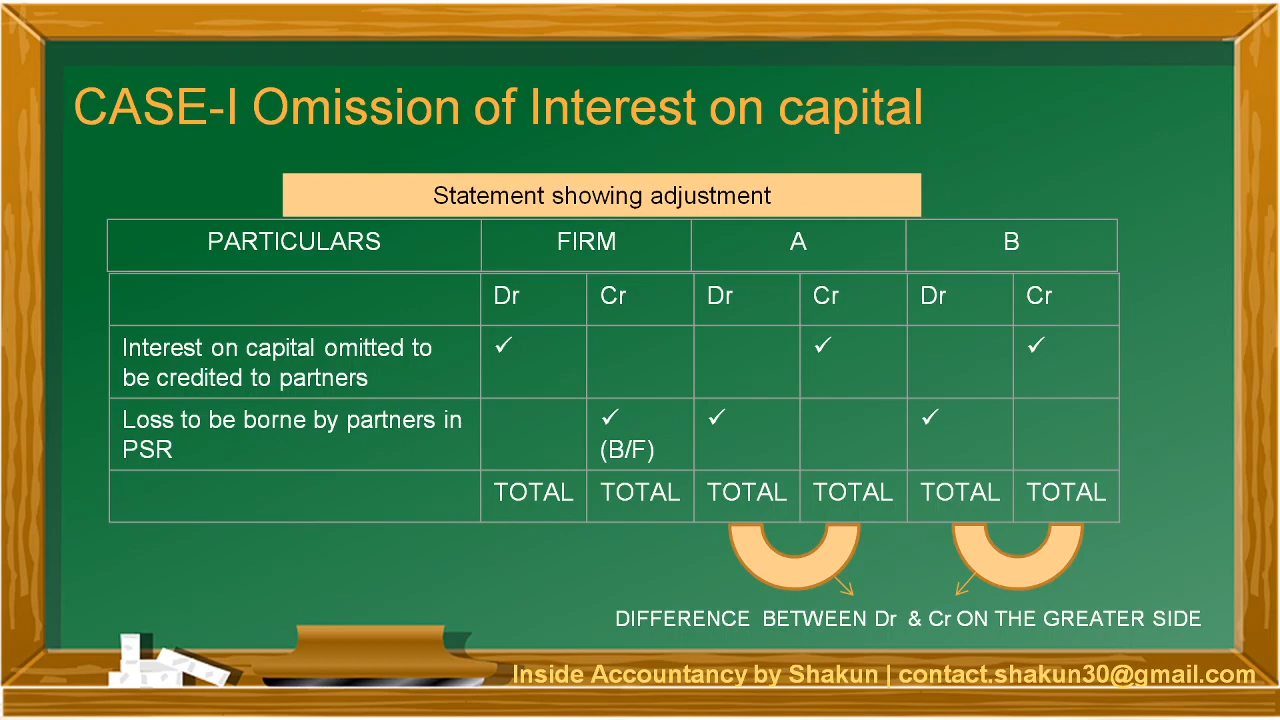 CASE-I Omission of Interest on capital
Statement showing adjustment
PARTICULARS FIRM A B
Dr Cr Dr Cr Dr Cr
Interest on capital omitted to
be credited to partners ✓ ✓ ✓
Loss to be borne by partners in
PSR ✓ ✓ ✓
(B/F)
TOTAL TOTAL TOTAL TOTAL TOTAL TOTAL
DIFFERENCE BETWEEN Dr & Cr ON THE GREATER SIDE
Inside Accountancy by Shakun | contact.shakun30@gmail.com